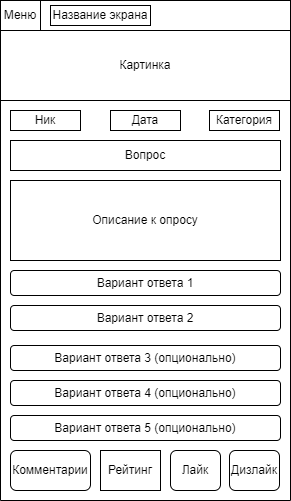 Меню Название экрана
Картинка
Ник Дата Категория
Вопрос
Описание к опросу
Вариант ответа 1
Вариант ответа 2
Вариант ответа 3 (опционально)
Вариант ответа 4 (опционально)
Вариант ответа 5 (опционально)
Комментарии Рейтинг Лайк Дизлайк